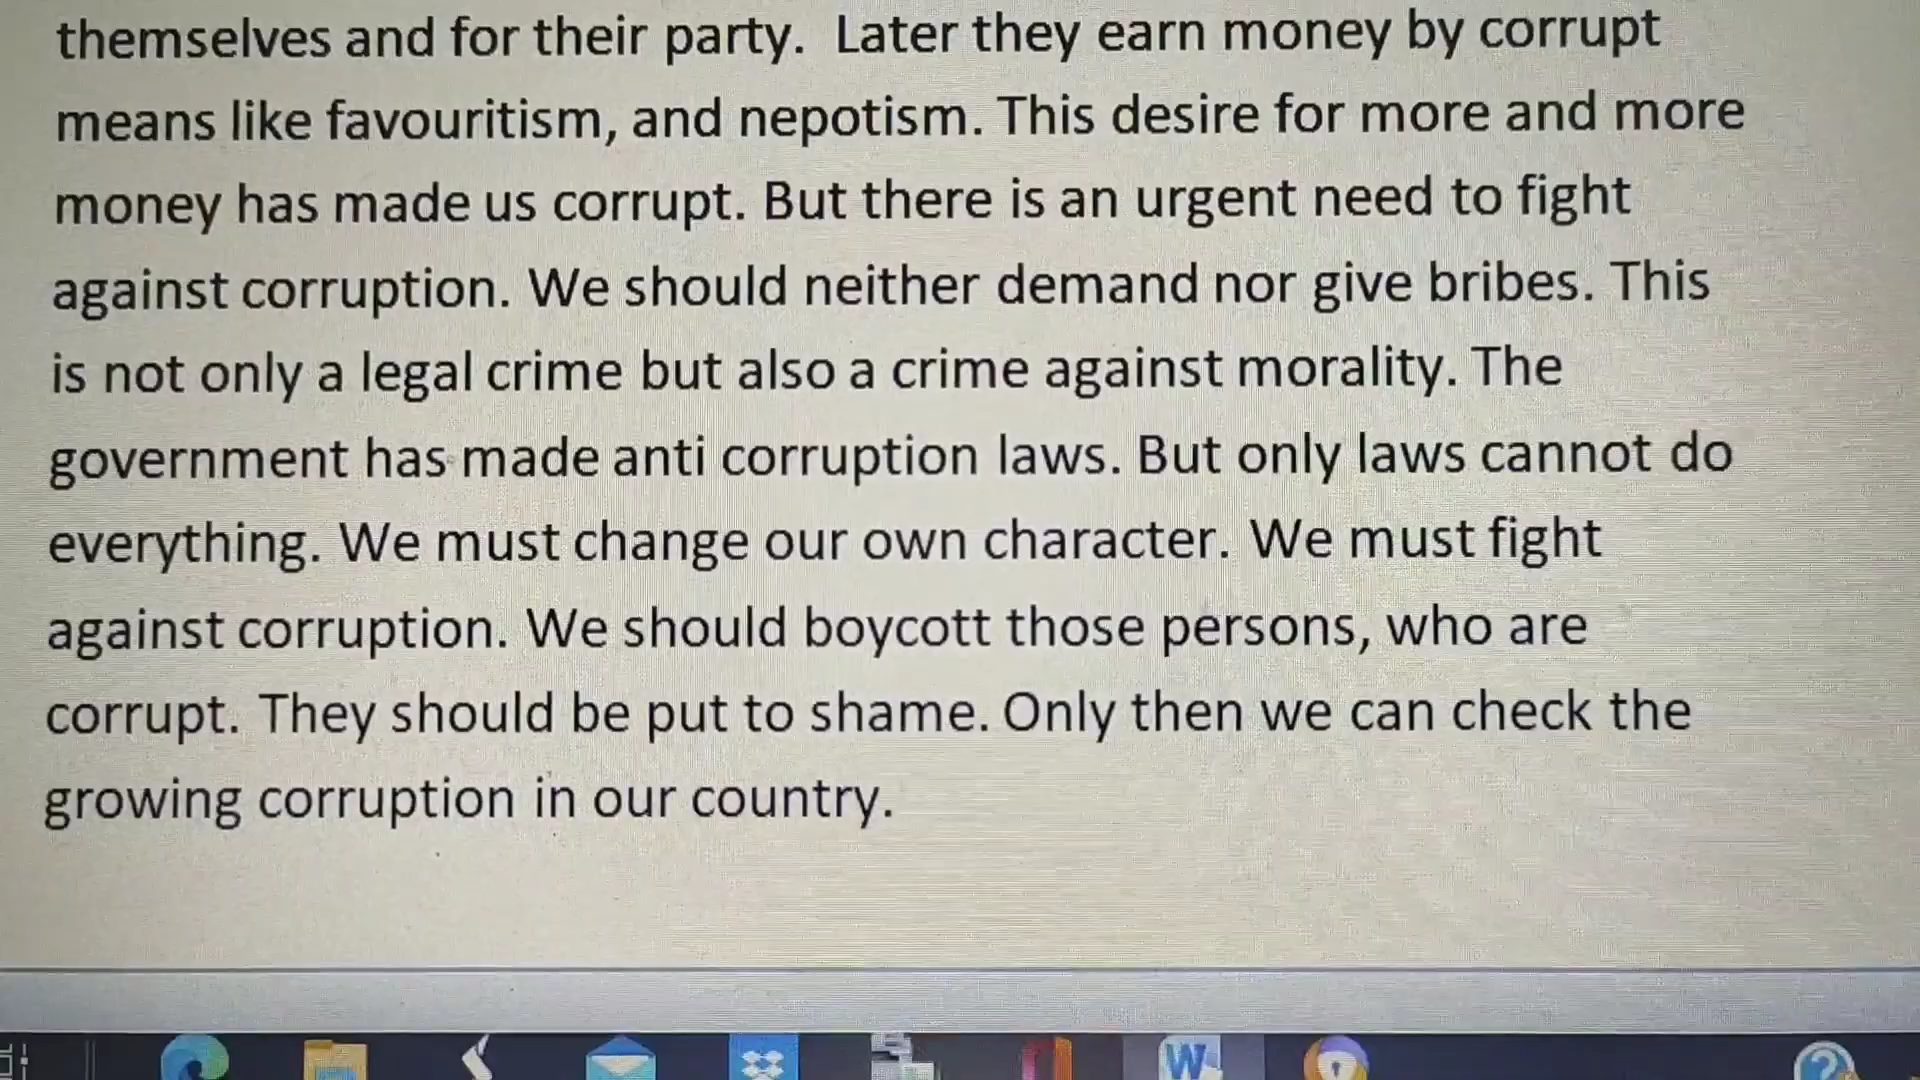 themselves and for their party.  Later they earn money by corrupt
means like favouritism, and nepotism. This desire for more and more
money has made us corrupt. But there is an urgent need to fight
against corruption. We should neither demand nor give bribes. This
is not only a legal crime but also a crime against morality. The
government has made anti corruption laws. But only laws cannot do
everything. We must change our own character. We must fight
against corruption. We should boycott those persons, who are
corrupt. They should be put to shame. Only then we can check the
growing corruption in our country.
W
?